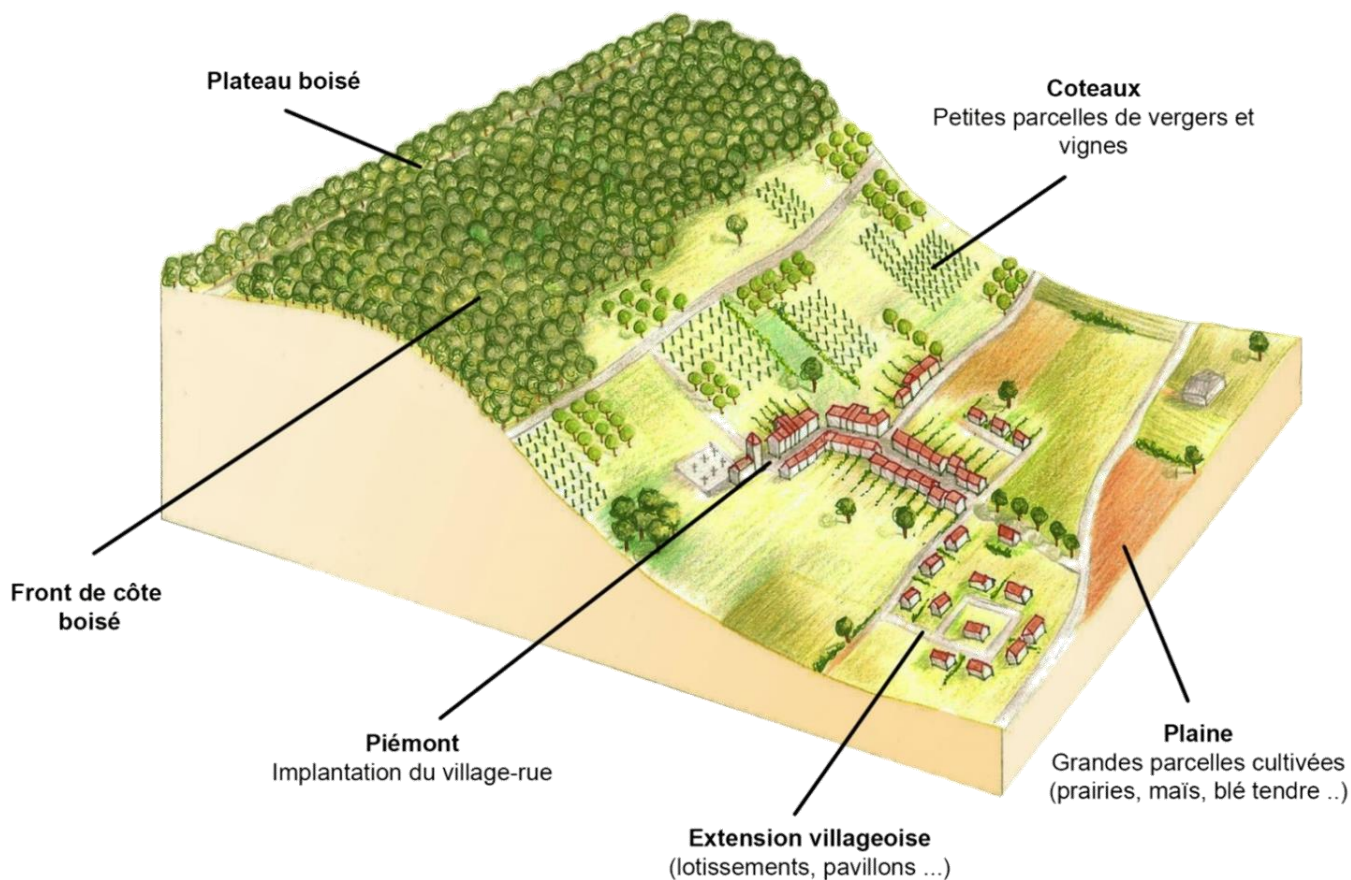 Plateau boisé
Coteaux
Petites parcelles de vergers et
vignes
Front de côte
boisé
Piémont
Implantation du village-rue
Plaine
Grandes parcelles cultivées
(prairies, maïs, blé tendre ..)
Extension villageoise
(lotissements, pavillons ...)